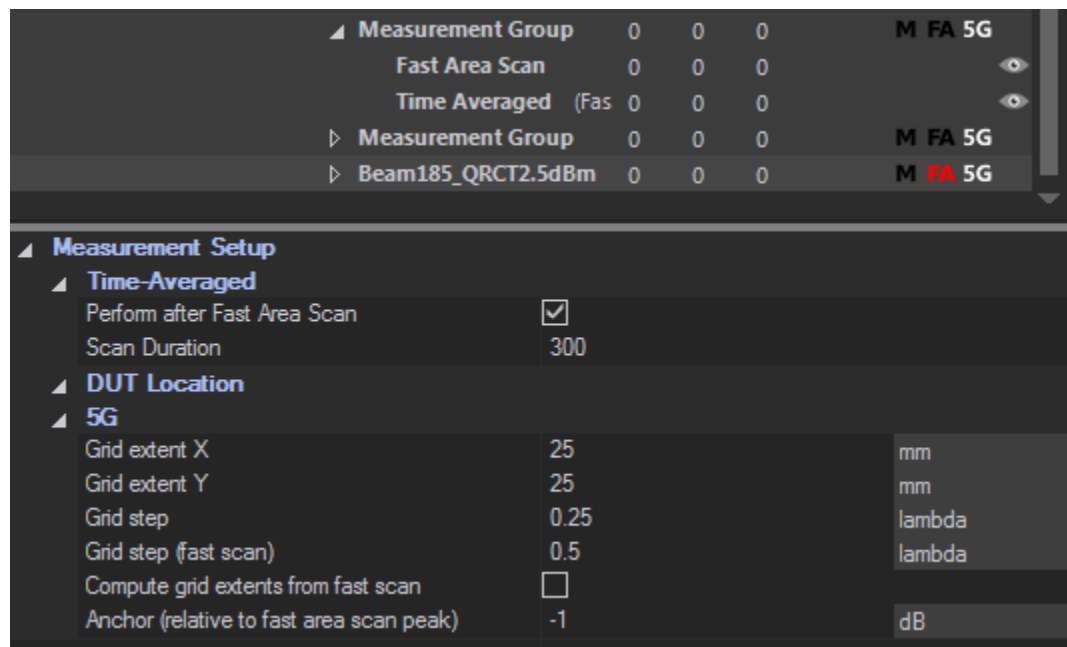 Measurement Group 0 0 0 M FA 5G
Fast Area Scan 0 0 0
Time Averaged (Fas 0 0 0
Measurement Group 0 0 0 M FA 5G
Beam185_QRCT2.5dBm 0 0 0 M FA 5G
Measurement Setup
Time-Averaged
Perform after Fast Area Scan
Scan Duration 300
DUT Location
5G
Grid extent X 25 mm
Grid extent Y 25 mm
Grid step 0.25 lambda
Grid step (fast scan) 0.5 lambda
Compute grid extents from fast scan
Anchor (relative to fast area scan peak) -1 dB